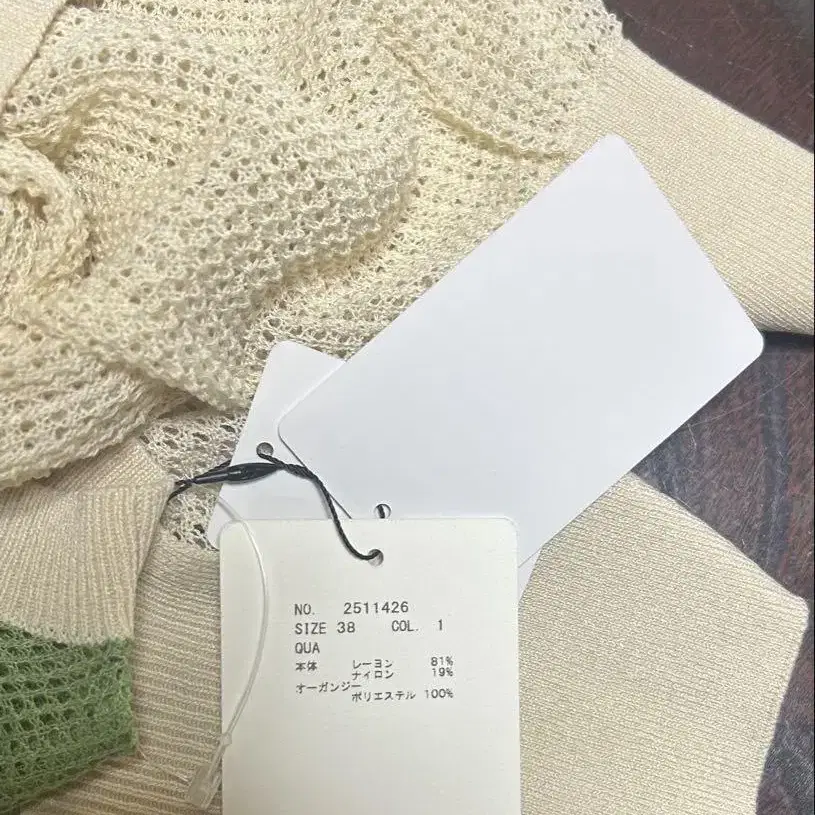 NO. 2511426
SIZE 38 COL. 1
QUA
本体 レーヨン 81%
ナイロン 19%
オーガンジー
ポリエステル 100%